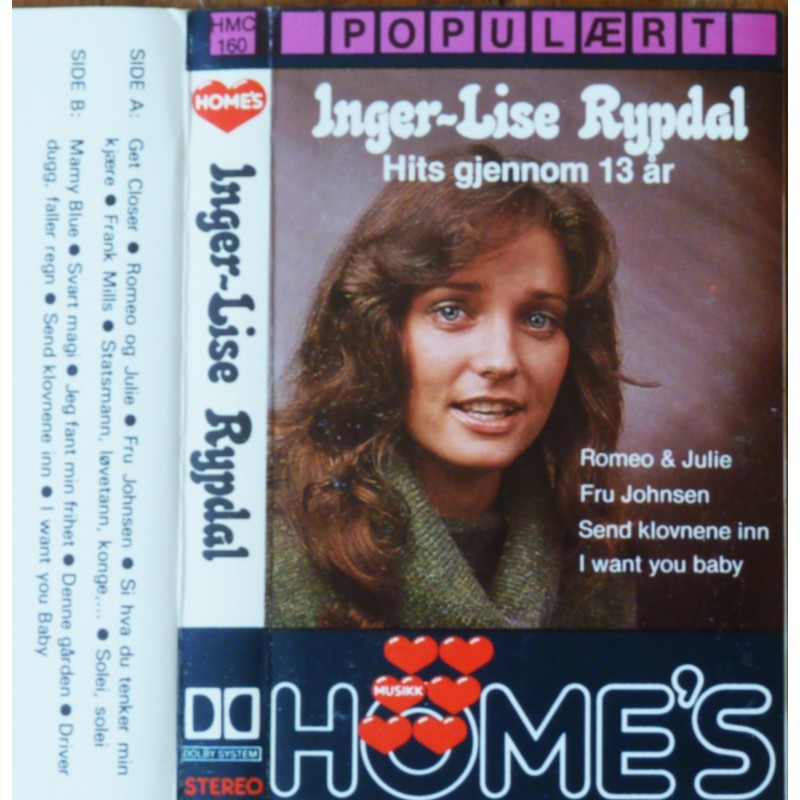 SIDE A: Get Closer ● Romeo og Julie ● Fru Johnsen ● Si hva du tenker min
kjære ● Frank Mills ● Statsmann, løvetann, konge,... ● Solei, solei
SIDE B: Mamy Blue ● Svart magi ● Jeg fant min frihet ● Denne gården ● Driver
dugg, faller regn ● Send klovnene inn ● I want you Baby
HMC
160
HOME'S
Inger-Lise Rypdal
DOLBY SYSTEM
STEREO
POPULÆRT
Inger-Lise Rypdal
Hits gjennom 13 år
Romeo & Julie
Fru Johnsen
Send klovnene inn
I want you baby
MUSIKK
HOME'S